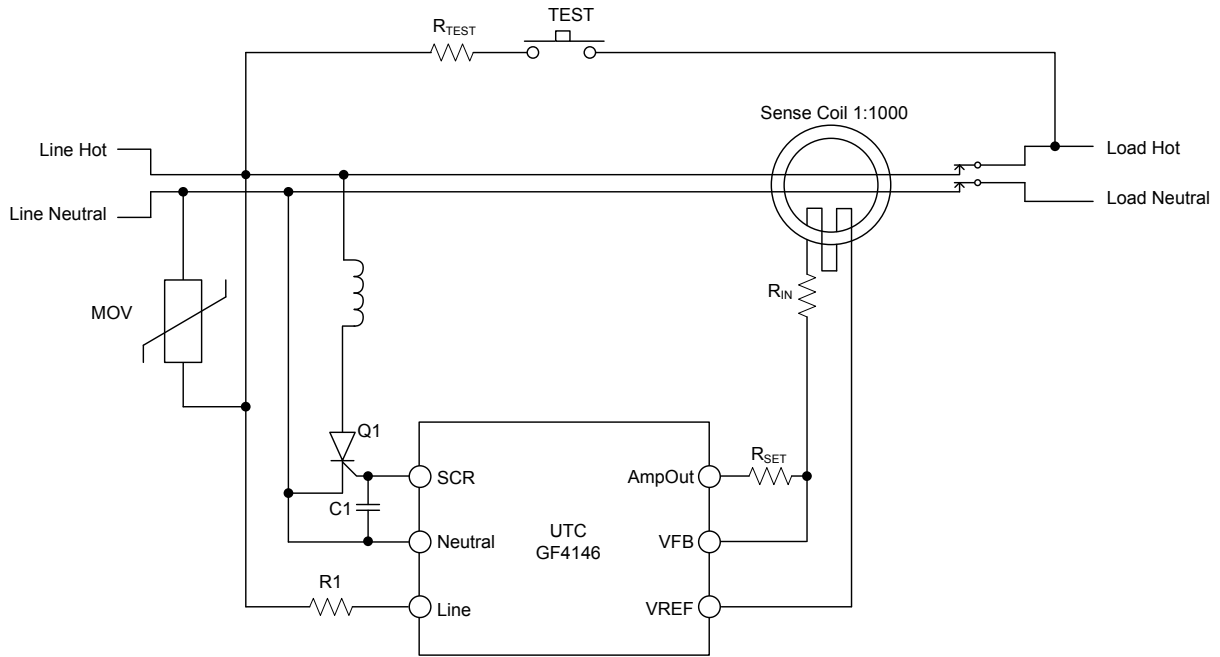 TEST
RTEST
Sense Coil 1:1000
Line Hot
Load Hot
Line Neutral
Load Neutral
RIN
MOV
Q1
RSET
SCR
AmpOut
C1
UTC
GF4146
Neutral
VFB
R1
Line
VREF